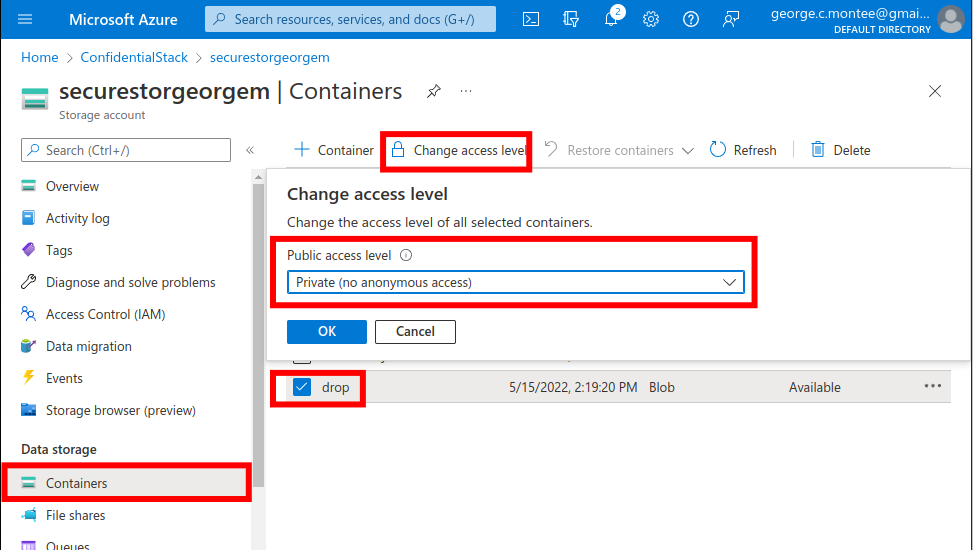 Microsoft Azure
Search resources, services, and docs (G+/)
2
george.c.montee@gmai...
DEFAULT DIRECTORY
Home > ConfidentialStack > securestorgeorgem
securestorgeorgem | Containers
Storage account
Search (Ctrl+/)
«
+ Container
Change access level
Restore containers
Refresh
Delete
Overview
Activity log
Tags
Diagnose and solve problems
Access Control (IAM)
Data migration
Events
Storage browser (preview)
Data storage
Containers
File shares
Queues
Change access level
Change the access level of all selected containers.
Public access level
Private (no anonymous access)
OK
Cancel
drop 5/15/2022, 2:19:20 PM Blob Available